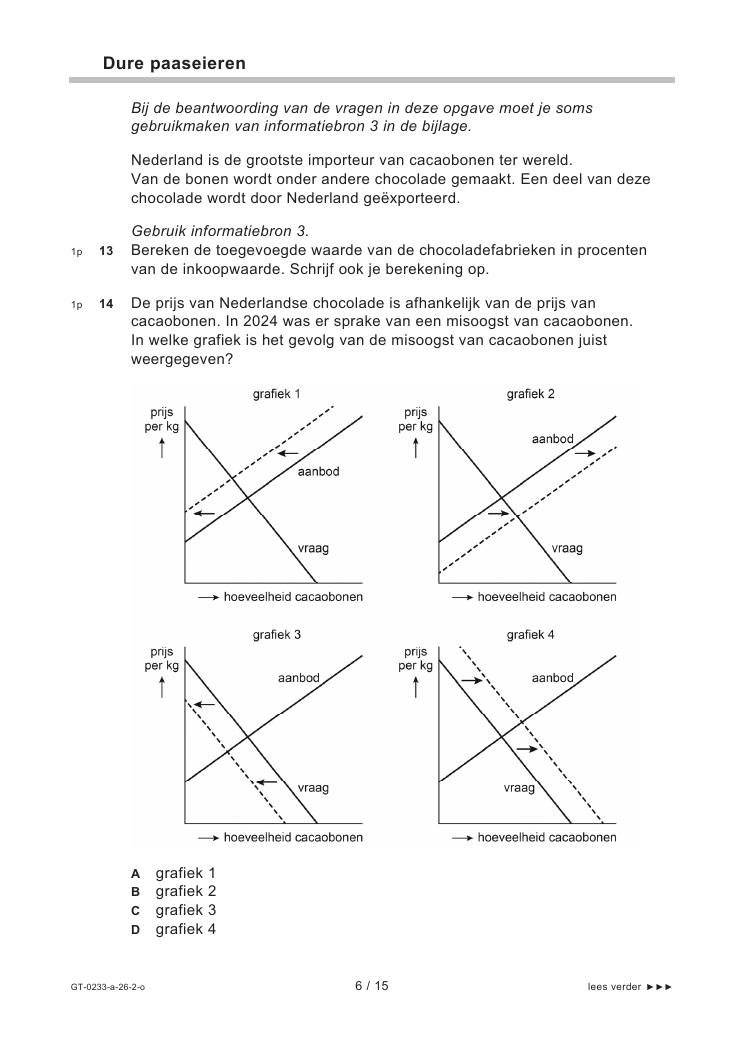 Dure paaseieren
Bij de beantwoording van de vragen in deze opgave moet je soms
gebruikmaken van informatiebron 3 in de bijlage.
Nederland is de grootste importeur van cacaobonen ter wereld.
Van de bonen wordt onder andere chocolade gemaakt. Een deel van deze
chocolade wordt door Nederland geëxporteerd.
Gebruik informatiebron 3.
1p 13 Bereken de toegevoegde waarde van de chocoladefabrieken in procenten
van de inkoopwaarde. Schrijf ook je berekening op.
1p 14 De prijs van Nederlandse chocolade is afhankelijk van de prijs van
cacaobonen. In 2024 was er sprake van een misoogst van cacaobonen.
In welke grafiek is het gevolg van de misoogst van cacaobonen juist
weergegeven?
grafiek 1
prijs
per kg
aanbod
vraag
hoeveelheid cacaobonen
grafiek 2
prijs
per kg
aanbod
vraag
hoeveelheid cacaobonen
grafiek 3
prijs
per kg
aanbod
vraag
hoeveelheid cacaobonen
grafiek 4
prijs
per kg
aanbod
vraag
hoeveelheid cacaobonen
A grafiek 1
B grafiek 2
C grafiek 3
D grafiek 4
GT-0233-a-26-2-o 6 / 15 lees verder ►►►